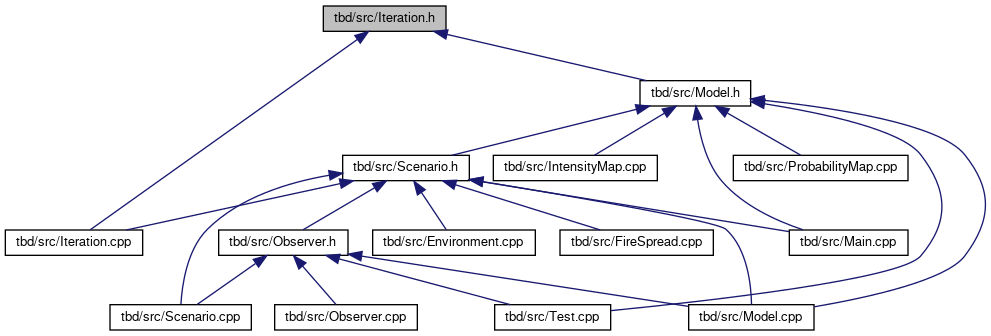 tbd/src/Iteration.h
tbd/src/Model.h
tbd/src/Scenario.h
tbd/src/IntensityMap.cpp
tbd/src/ProbabilityMap.cpp
tbd/src/Iteration.cpp
tbd/src/Observer.h
tbd/src/Environment.cpp
tbd/src/FireSpread.cpp
tbd/src/Main.cpp
tbd/src/Scenario.cpp
tbd/src/Observer.cpp
tbd/src/Test.cpp
tbd/src/Model.cpp